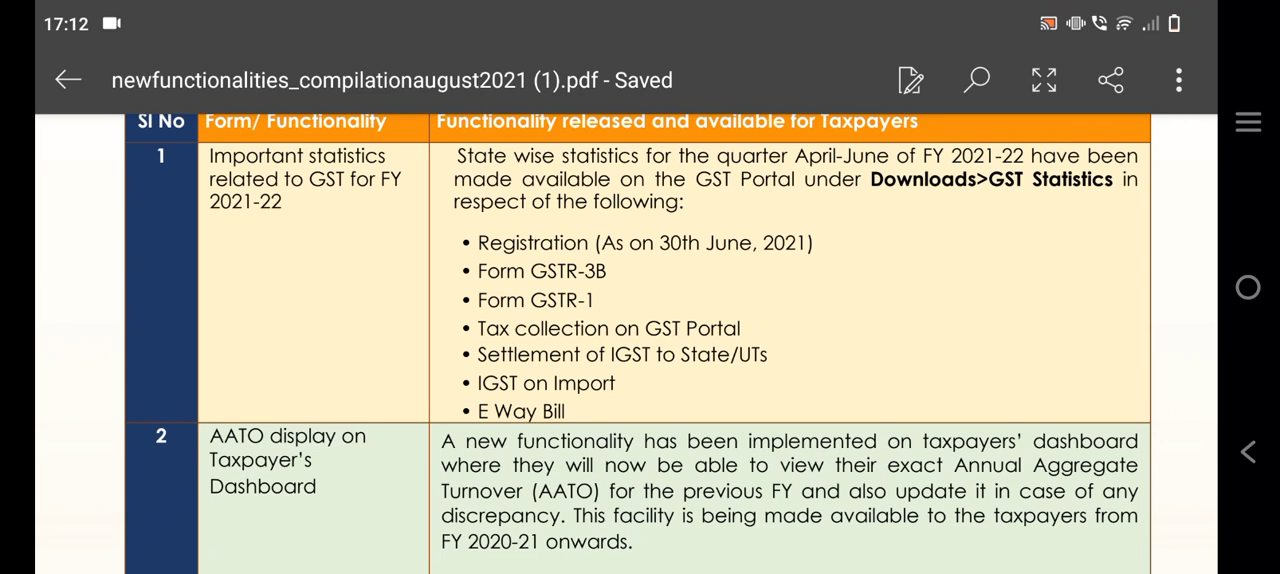 17:12
newfunctionalities_compilationaugust2021 (1).pdf - Saved
SI No Form/ Functionality Functionality released and available for Taxpayers
1 Important statistics related to GST for FY 2021-22
State wise statistics for the quarter April-June of FY 2021-22 have been
made available on the GST Portal under Downloads>GST Statistics in
respect of the following:
• Registration (As on 30th June, 2021)
• Form GSTR-3B
• Form GSTR-1
• Tax collection on GST Portal
• Settlement of IGST to State/UTs
• IGST on Import
• E Way Bill
2 AATO display on
Taxpayer's
Dashboard
A new functionality has been implemented on taxpayers' dashboard
where they will now be able to view their exact Annual Aggregate
Turnover (AATO) for the previous FY and also update it in case of any
discrepancy. This facility is being made available to the taxpayers from
FY 2020-21 onwards.